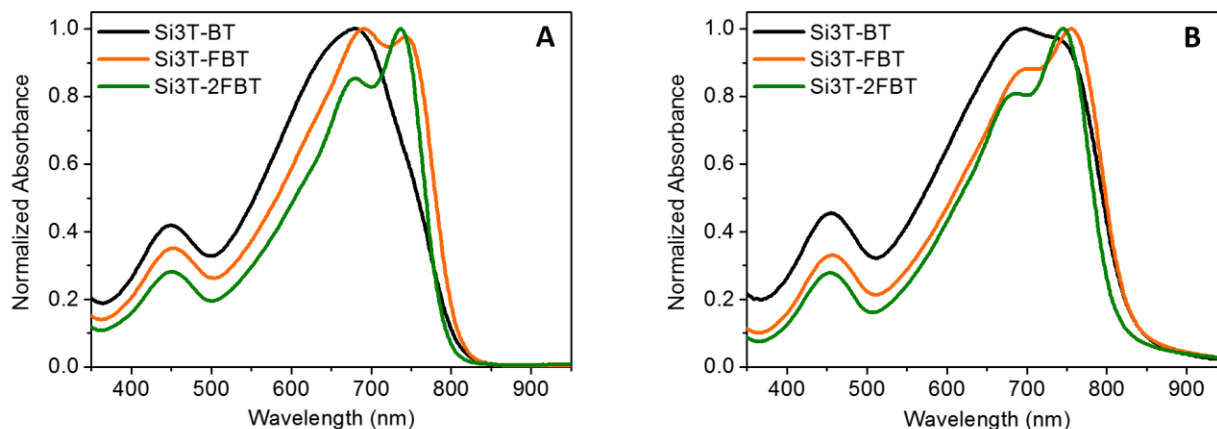 A
Si3T-BT
Si3T-FBT
Si3T-2FBT
Normalized Absorbance
1.0
0.8
0.6
0.4
0.2
0.0
400 500 600 700 800 900
Wavelength (nm)
B
Si3T-BT
Si3T-FBT
Si3T-2FBT
Normalized Absorbance
1.0
0.8
0.6
0.4
0.2
0.0
400 500 600 700 800 900
Wavelength (nm)